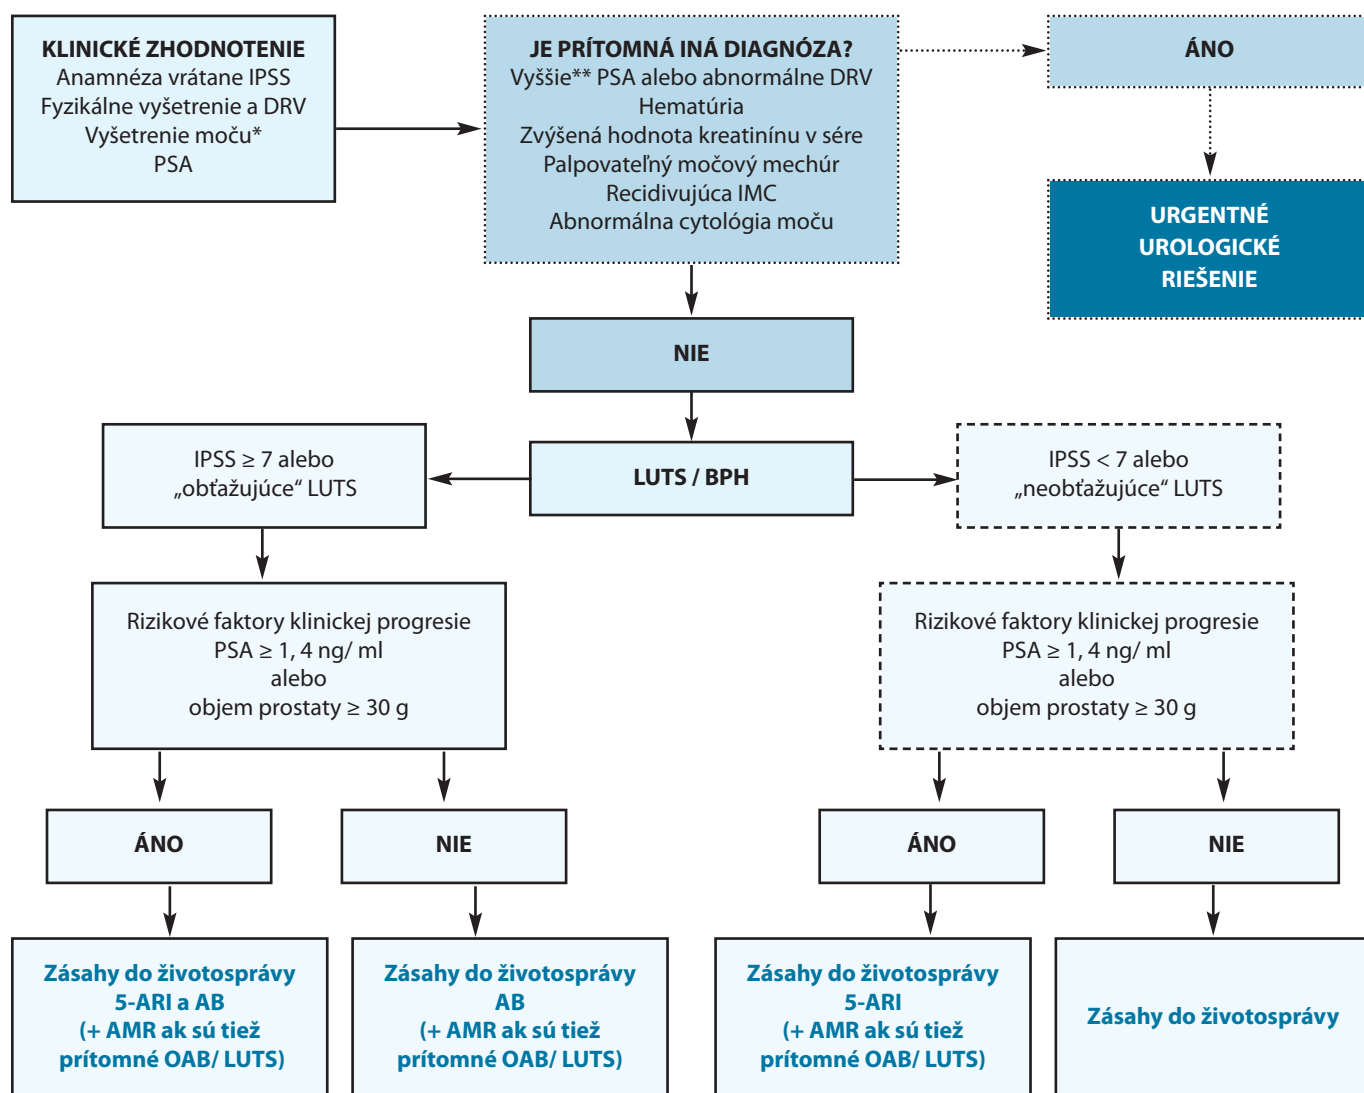 KLINICKÉ ZHODNOTENIE
Anamnéza vrátane IPSS
Fyzikálne vyšetrenie a DRV
Vyšetrenie moču*
PSA
JE PRÍTOMNÁ INÁ DIAGNÓZA?
Vyššie** PSA alebo abnormálne DRV
Hematúria
Zvýšená hodnota kreatinínu v sére
Palpovateľný močový mechúr
Recidivujúca IMC
Abnormálna cytológia moču
ÁNO
URGENTNÉ
UROLOGICKÉ
RIEŠENIE
NIE
LUTS / BPH
IPSS ≥ 7 alebo
„obťažujúce“ LUTS
IPSS < 7 alebo
„neobťažujúce“ LUTS
Rizikové faktory klinickej progresie
PSA ≥ 1, 4 ng/ ml
alebo
objem prostaty ≥ 30 g
Rizikové faktory klinickej progresie
PSA ≥ 1, 4 ng/ ml
alebo
objem prostaty ≥ 30 g
ÁNO
NIE
ÁNO
NIE
Zásahy do životosprávy
5-ARI a AB
(+ AMR ak sú tiež
prítomné OAB/ LUTS)
Zásahy do životosprávy
AB
(+ AMR ak sú tiež
prítomné OAB/ LUTS)
Zásahy do životosprávy
5-ARI
(+ AMR ak sú tiež
prítomné OAB/ LUTS)
Zásahy do životosprávy